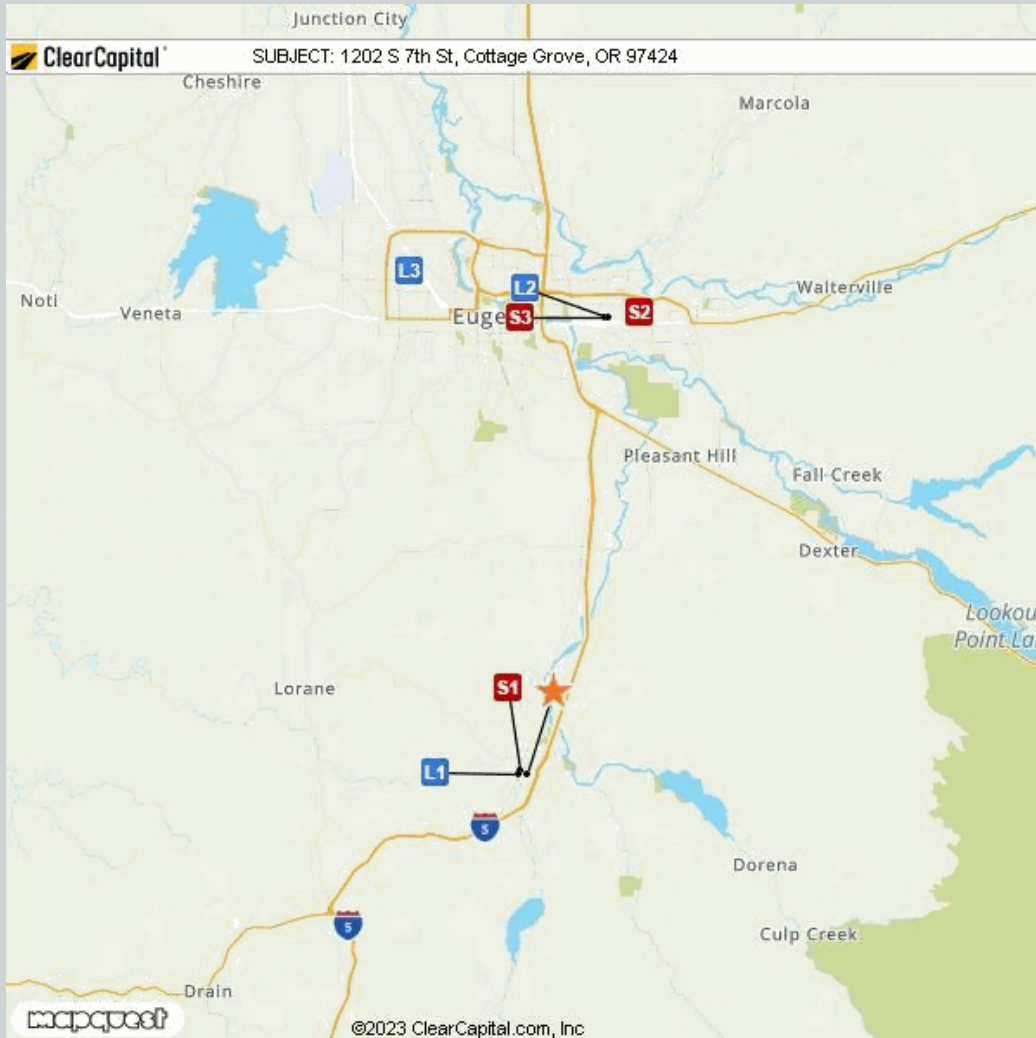 Junction City
ClearCapital
SUBJECT: 1202 S 7th St, Cottage Grove, OR 97424
Cheshire
Marcola
L3
L2
Walterville
Noti
Veneta
Euge
S3
S2
Pleasant Hill
Fall Creek
Dexter
Lookou
Point La
Lorane
S1
L1
5
Dorena
5
Culp Creek
Drain
mapquest
©2023 ClearCapital.com, Inc